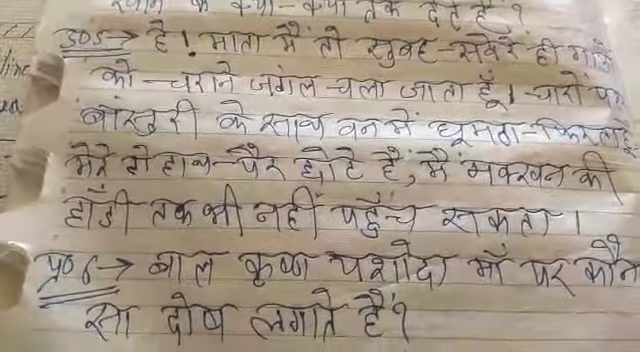 ध्यान के क्या-क्या तर्क देते हैं?
उ०5→ हे! माता मैं तो सुबह-सवेरे ही गायों
को चराने जंगल चला जाता हूँ। चारों पहर
बांसुरी के साथ वन में घूमता-फिरता हूँ
मेरे तो हाथ-पैर छोटे हैं, मैं मक्खन की
हाँडी तक भी नहीं पहुँच सकता।
प्र०6→ बाल कृष्ण यशोदा माँ पर कौन
सा दोष लगाते हैं?